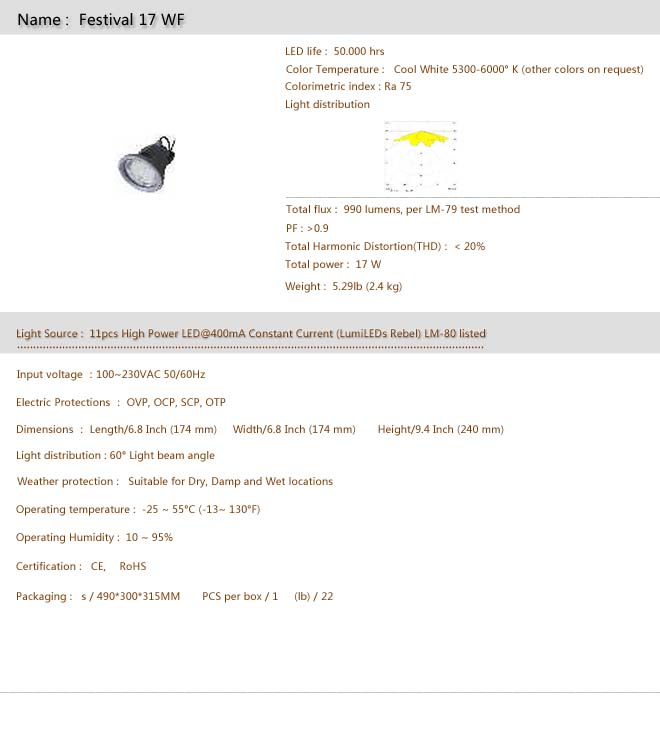 Name :  Festival 17 WF
LED life :  50.000 hrs
Color Temperature :   Cool White 5300-6000° K (other colors on request)
Colorimetric index : Ra 75
Light distribution
Total flux :  990 lumens, per LM-79 test method
PF : >0.9
Total Harmonic Distortion(THD) :  < 20%
Total power :  17 W
Weight :  5.29lb (2.4 kg)
Light Source :  11pcs High Power LED@400mA Constant Current (LumiLEDs Rebel) LM-80 listed
Input voltage  : 100~230VAC 50/60Hz
Electric Protections  :  OVP, OCP, SCP, OTP
Dimensions  :  Length/6.8 Inch (174 mm)     Width/6.8 Inch (174 mm)     Height/9.4 Inch (240 mm)
Light distribution : 60° Light beam angle
Weather protection :   Suitable for Dry, Damp and Wet locations
Operating temperature :  -25 ~ 55°C (-13~ 130°F)
Operating Humidity :  10 ~ 95%
Certification :   CE,    RoHS
Packaging :   s / 490*300*315MM     PCS per box / 1     (lb) / 22